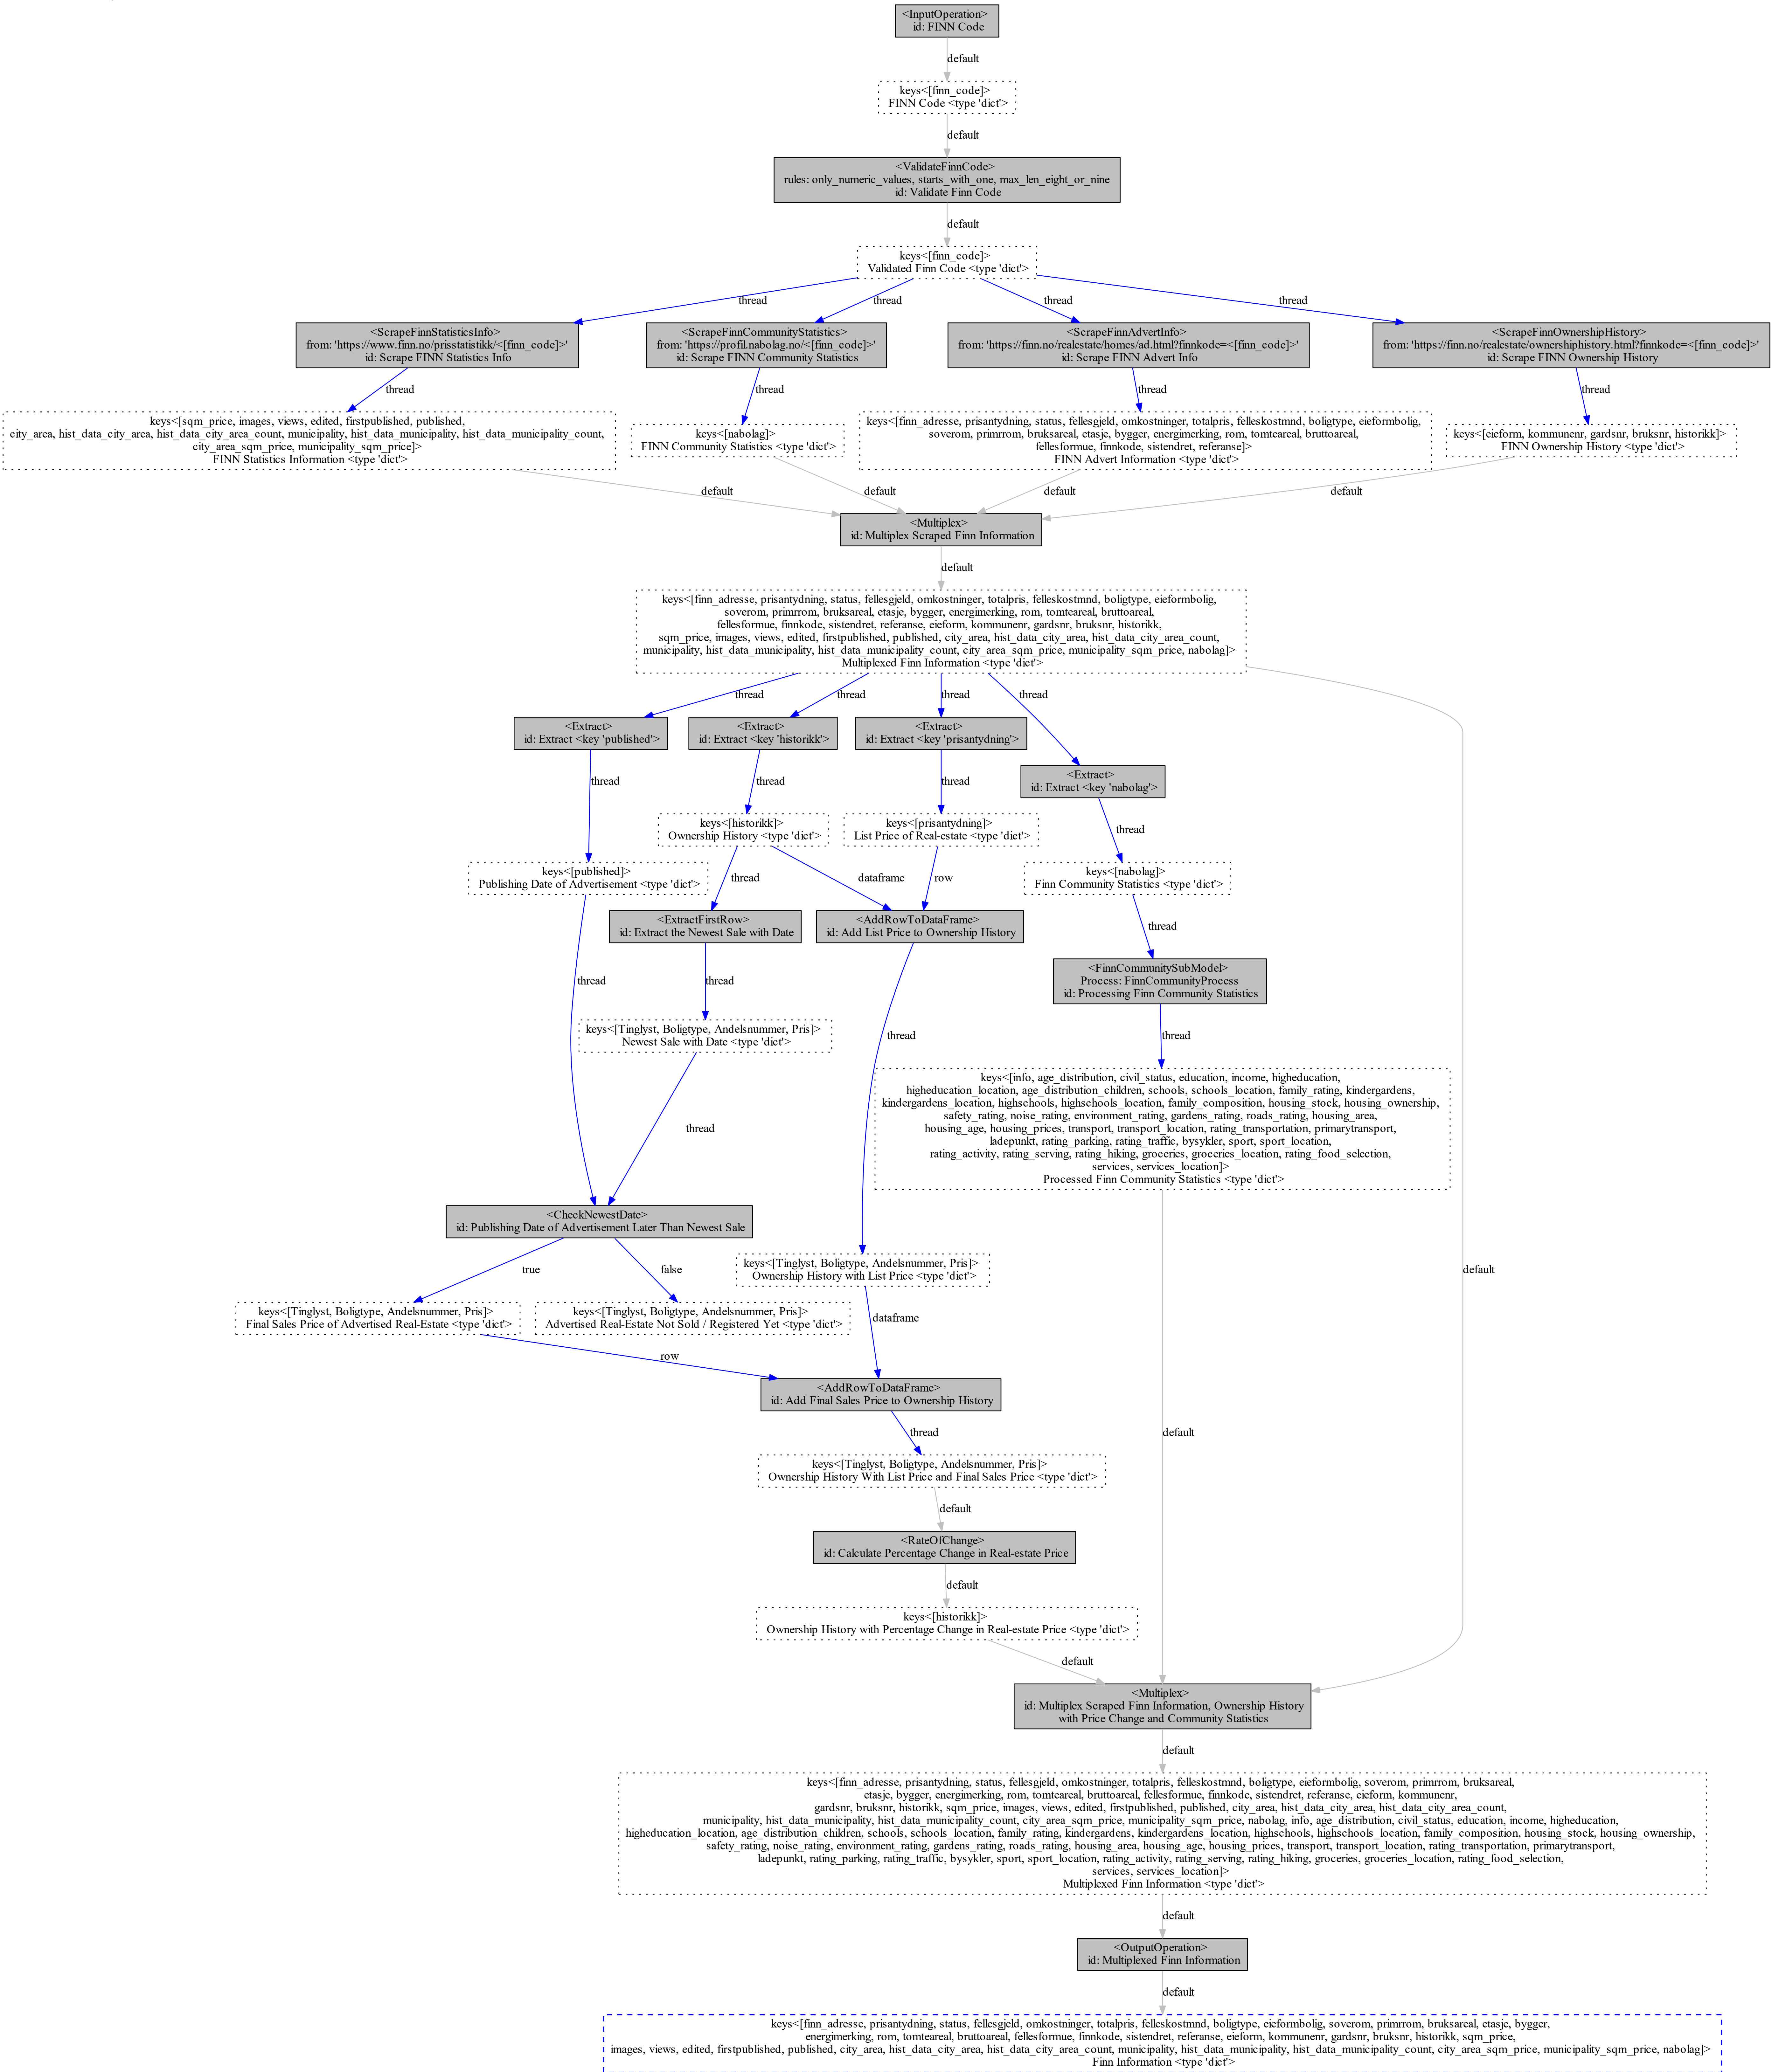 <InputOperation>
id: FINN Code
default
keys<[finn_code]>
FINN Code <type 'dict'>
default
<ValidateFinnCode>
rules: only_numeric_values, starts_with_one, max_len_eight_or_nine
id: Validate Finn Code
default
keys<[finn_code]>
Validated Finn Code <type 'dict'>
thread
thread
thread
thread
<ScrapeFinnStatisticsInfo>
from: 'https://www.finn.no/prisstatistikk/<[finn_code]>'
id: Scrape FINN Statistics Info
<ScrapeFinnCommunityStatistics>
from: 'https://profil.nabolag.no/<[finn_code]>'
id: Scrape FINN Community Statistics
<ScrapeFinnAdvertInfo>
from: 'https://finn.no/realestate/homes/ad.html?finnkode=<[finn_code]>'
id: Scrape FINN Advert Info
<ScrapeFinnOwnershipHistory>
from: 'https://finn.no/realestate/ownershiphistory.html?finnkode=<[finn_code]>'
id: Scrape FINN Ownership History
thread
thread
thread
thread
keys<[sqm_price, images, views, edited, firstpublished, published,
city_area, hist_data_city_area, hist_data_city_area_count, municipality, hist_data_municipality, hist_data_municipality_count,
city_area_sqm_price, municipality_sqm_price]>
FINN Statistics Information <type 'dict'>
keys<[nabolag]>
FINN Community Statistics <type 'dict'>
keys<[finn_adresse, prisantydning, status, fellesgjeld, omkostninger, totalpris, felleskostmnd, boligtype, eieformbolig,
soverom, primrrom, bruksareal, etasje, bygger, energimerking, rom, tomteareal, bruttoareal,
fellesformue, finnkode, sistendret, referanse]>
FINN Advert Information <type 'dict'>
keys<[eieform, kommunenr, gardsnr, bruksnr, historikk]>
FINN Ownership History <type 'dict'>
default
default
default
default
<Multiplex>
id: Multiplex Scraped Finn Information
default
keys<[finn_adresse, prisantydning, status, fellesgjeld, omkostninger, totalpris, felleskostmnd, boligtype, eieformbolig,
soverom, primrrom, bruksareal, etasje, bygger, energimerking, rom, tomteareal, bruttoareal,
fellesformue, finnkode, sistendret, referanse, eieform, kommunenr, gardsnr, bruksnr, historikk,
sqm_price, images, views, edited, firstpublished, published, city_area, hist_data_city_area, hist_data_city_area_count,
municipality, hist_data_municipality, hist_data_municipality_count, city_area_sqm_price, municipality_sqm_price, nabolag]>
Multiplexed Finn Information <type 'dict'>
thread
thread
thread
thread
<Extract>
id: Extract <key 'published'>
<Extract>
id: Extract <key 'historikk'>
<Extract>
id: Extract <key 'prisantydning'>
<Extract>
id: Extract <key 'nabolag'>
thread
thread
thread
thread
keys<[historikk]>
Ownership History <type 'dict'>
keys<[prisantydning]>
List Price of Real-estate <type 'dict'>
keys<[published]>
Publishing Date of Advertisement <type 'dict'>
keys<[nabolag]>
Finn Community Statistics <type 'dict'>
thread
dataframe
row
thread
<ExtractFirstRow>
id: Extract the Newest Sale with Date
<AddRowToDataFrame>
id: Add List Price to Ownership History
<FinnCommunitySubModel>
Process: FinnCommunityProcess
id: Processing Finn Community Statistics
thread
thread
thread
thread
keys<[Tinglyst, Boligtype, Andelsnummer, Pris]>
Newest Sale with Date <type 'dict'>
keys<[info, age_distribution, civil_status, education, income, higheducation,
higheducation_location, age_distribution_children, schools, schools_location, family_rating, kindergardens,
kindergardens_location, highschools, highschools_location, family_composition, housing_stock, housing_ownership,
safety_rating, noise_rating, environment_rating, gardens_rating, roads_rating, housing_area,
housing_age, housing_prices, transport, transport_location, rating_transportation, primarytransport,
ladepunkt, rating_parking, rating_traffic, bysykler, sport, sport_location,
rating_activity, rating_serving, rating_hiking, groceries, groceries_location, rating_food_selection,
services, services_location]>
Processed Finn Community Statistics <type 'dict'>
thread
<CheckNewestDate>
id: Publishing Date of Advertisement Later Than Newest Sale
true
false
default
keys<[Tinglyst, Boligtype, Andelsnummer, Pris]>
Ownership History with List Price <type 'dict'>
keys<[Tinglyst, Boligtype, Andelsnummer, Pris]>
Final Sales Price of Advertised Real-Estate <type 'dict'>
keys<[Tinglyst, Boligtype, Andelsnummer, Pris]>
Advertised Real-Estate Not Sold / Registered Yet <type 'dict'>
dataframe
row
<AddRowToDataFrame>
id: Add Final Sales Price to Ownership History
thread
default
keys<[Tinglyst, Boligtype, Andelsnummer, Pris]>
Ownership History With List Price and Final Sales Price <type 'dict'>
default
<RateOfChange>
id: Calculate Percentage Change in Real-estate Price
default
keys<[historikk]>
Ownership History with Percentage Change in Real-estate Price <type 'dict'>
default
<Multiplex>
id: Multiplex Scraped Finn Information, Ownership History
with Price Change and Community Statistics
default
keys<[finn_adresse, prisantydning, status, fellesgjeld, omkostninger, totalpris, felleskostmnd, boligtype, eieformbolig, soverom, primrrom, bruksareal,
etasje, bygger, energimerking, rom, tomteareal, bruttoareal, fellesformue, finnkode, sistendret, referanse, eieform, kommunenr,
gardsnr, bruksnr, historikk, sqm_price, images, views, edited, firstpublished, published, city_area, hist_data_city_area, hist_data_city_area_count,
municipality, hist_data_municipality, hist_data_municipality_count, city_area_sqm_price, municipality_sqm_price, nabolag, info, age_distribution, civil_status, education, income, higheducation,
higheducation_location, age_distribution_children, schools, schools_location, family_rating, kindergardens, kindergardens_location, highschools, highschools_location, family_composition, housing_stock, housing_ownership,
safety_rating, noise_rating, environment_rating, gardens_rating, roads_rating, housing_area, housing_age, housing_prices, transport, transport_location, rating_transportation, primarytransport,
ladepunkt, rating_parking, rating_traffic, bysykler, sport, sport_location, rating_activity, rating_serving, rating_hiking, groceries, groceries_location, rating_food_selection,
services, services_location]>
Multiplexed Finn Information <type 'dict'>
default
<OutputOperation>
id: Multiplexed Finn Information
default
keys<[finn_adresse, prisantydning, status, fellesgjeld, omkostninger, totalpris, felleskostmnd, boligtype, eieformbolig, soverom, primrrom, bruksareal, etasje, bygger,
energimerking, rom, tomteareal, bruttoareal, fellesformue, finnkode, sistendret, referanse, eieform, kommunenr, gardsnr, bruksnr, historikk, sqm_price,
images, views, edited, firstpublished, published, city_area, hist_data_city_area, hist_data_city_area_count, municipality, hist_data_municipality, hist_data_municipality_count, city_area_sqm_price, municipality_sqm_price, nabolag]>
Finn Information <type 'dict'>